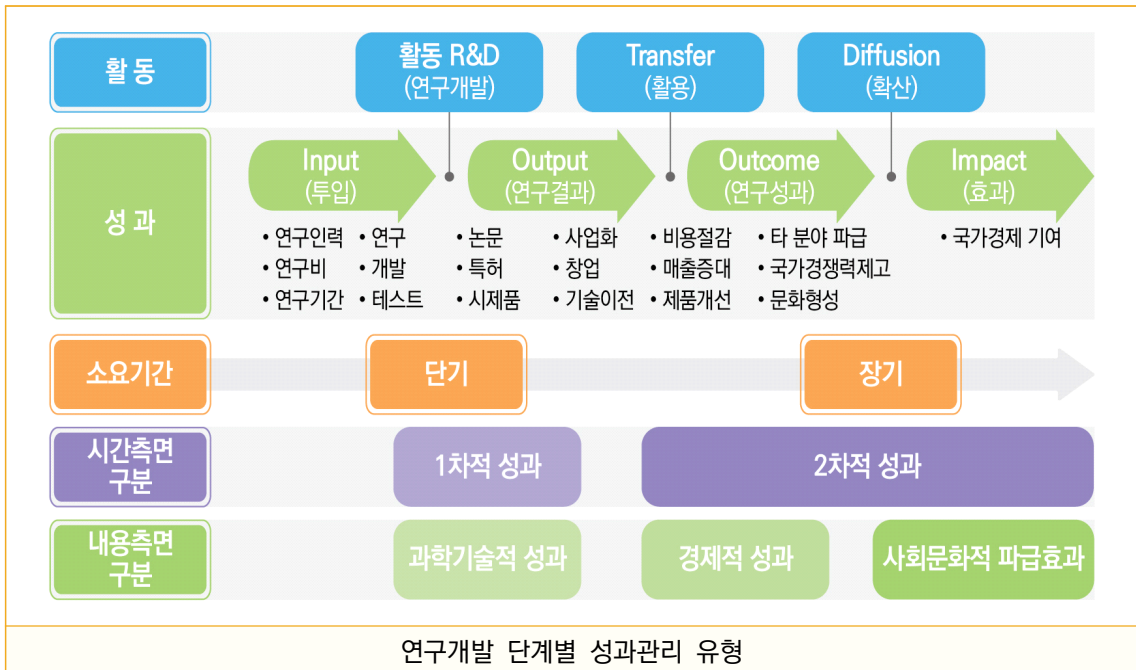 활 동
활동 R&D
(연구개발)
Transfer
(활용)
Diffusion
(확산)
성 과
Input
(투입)
Output
(연구결과)
Outcome
(연구성과)
Impact
(효과)
• 연구인력 • 연구 • 논문 • 사업화 • 비용절감 • 타 분야 파급 • 국가경제 기여
• 연구비 • 개발 • 특허 • 창업 • 매출증대 • 국가경쟁력제고
• 연구기간 • 테스트 • 시제품 • 기술이전 • 제품개선 • 문화형성
소요기간 단기 장기
시간측면
구분
1차적 성과 2차적 성과
내용측면
구분
과학기술적 성과 경제적 성과 사회문화적 파급효과
연구개발 단계별 성과관리 유형